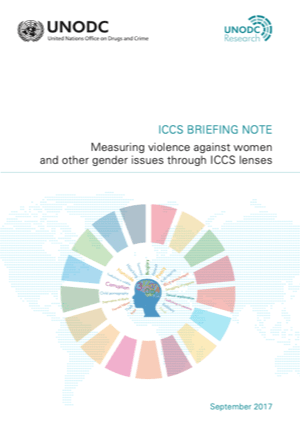 UNODC
United Nations Office on Drugs and Crime
UNODC
Research
ICCS BRIEFING NOTE
Measuring violence against women
and other gender issues through ICCS lenses
Corruption
September 2017